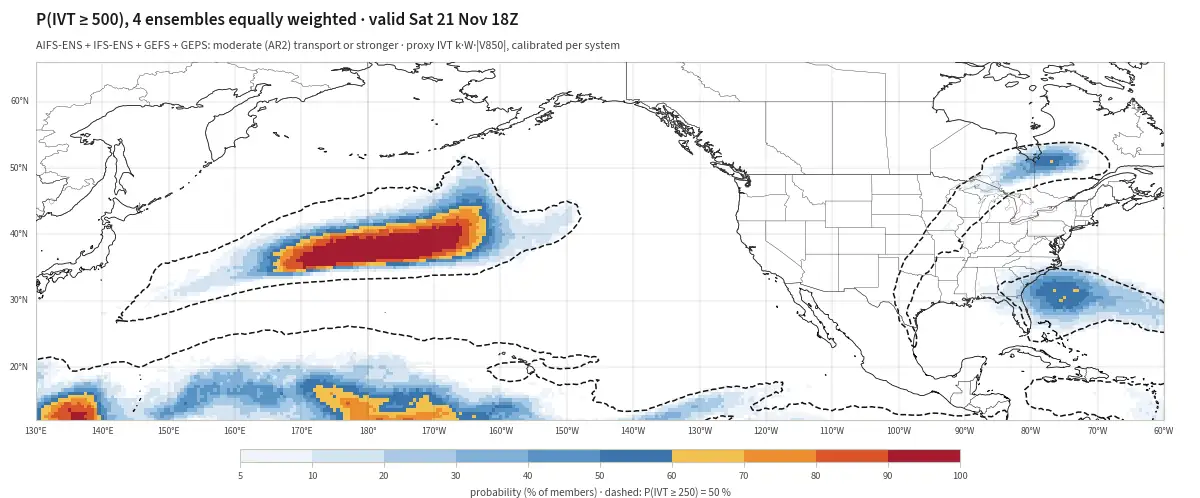 P(IVT ≥ 500), 4 ensembles equally weighted · valid Sat 21 Nov 18Z
AIFS-ENS + IFS-ENS + GEFS + GEPS: moderate (AR2) transport or stronger · proxy IVT k·W·|V850|, calibrated per system
60°N
50°N
40°N
30°N
20°N
130°E 140°E 150°E 160°E 170°E 180° 170°W 160°W 150°W 140°W 130°W 120°W 110°W 100°W 90°W 80°W 70°W 60°W
5 10 20 30 40 50 60 70 80 90 100
probability (% of members) · dashed: P(IVT ≥ 250) = 50 %